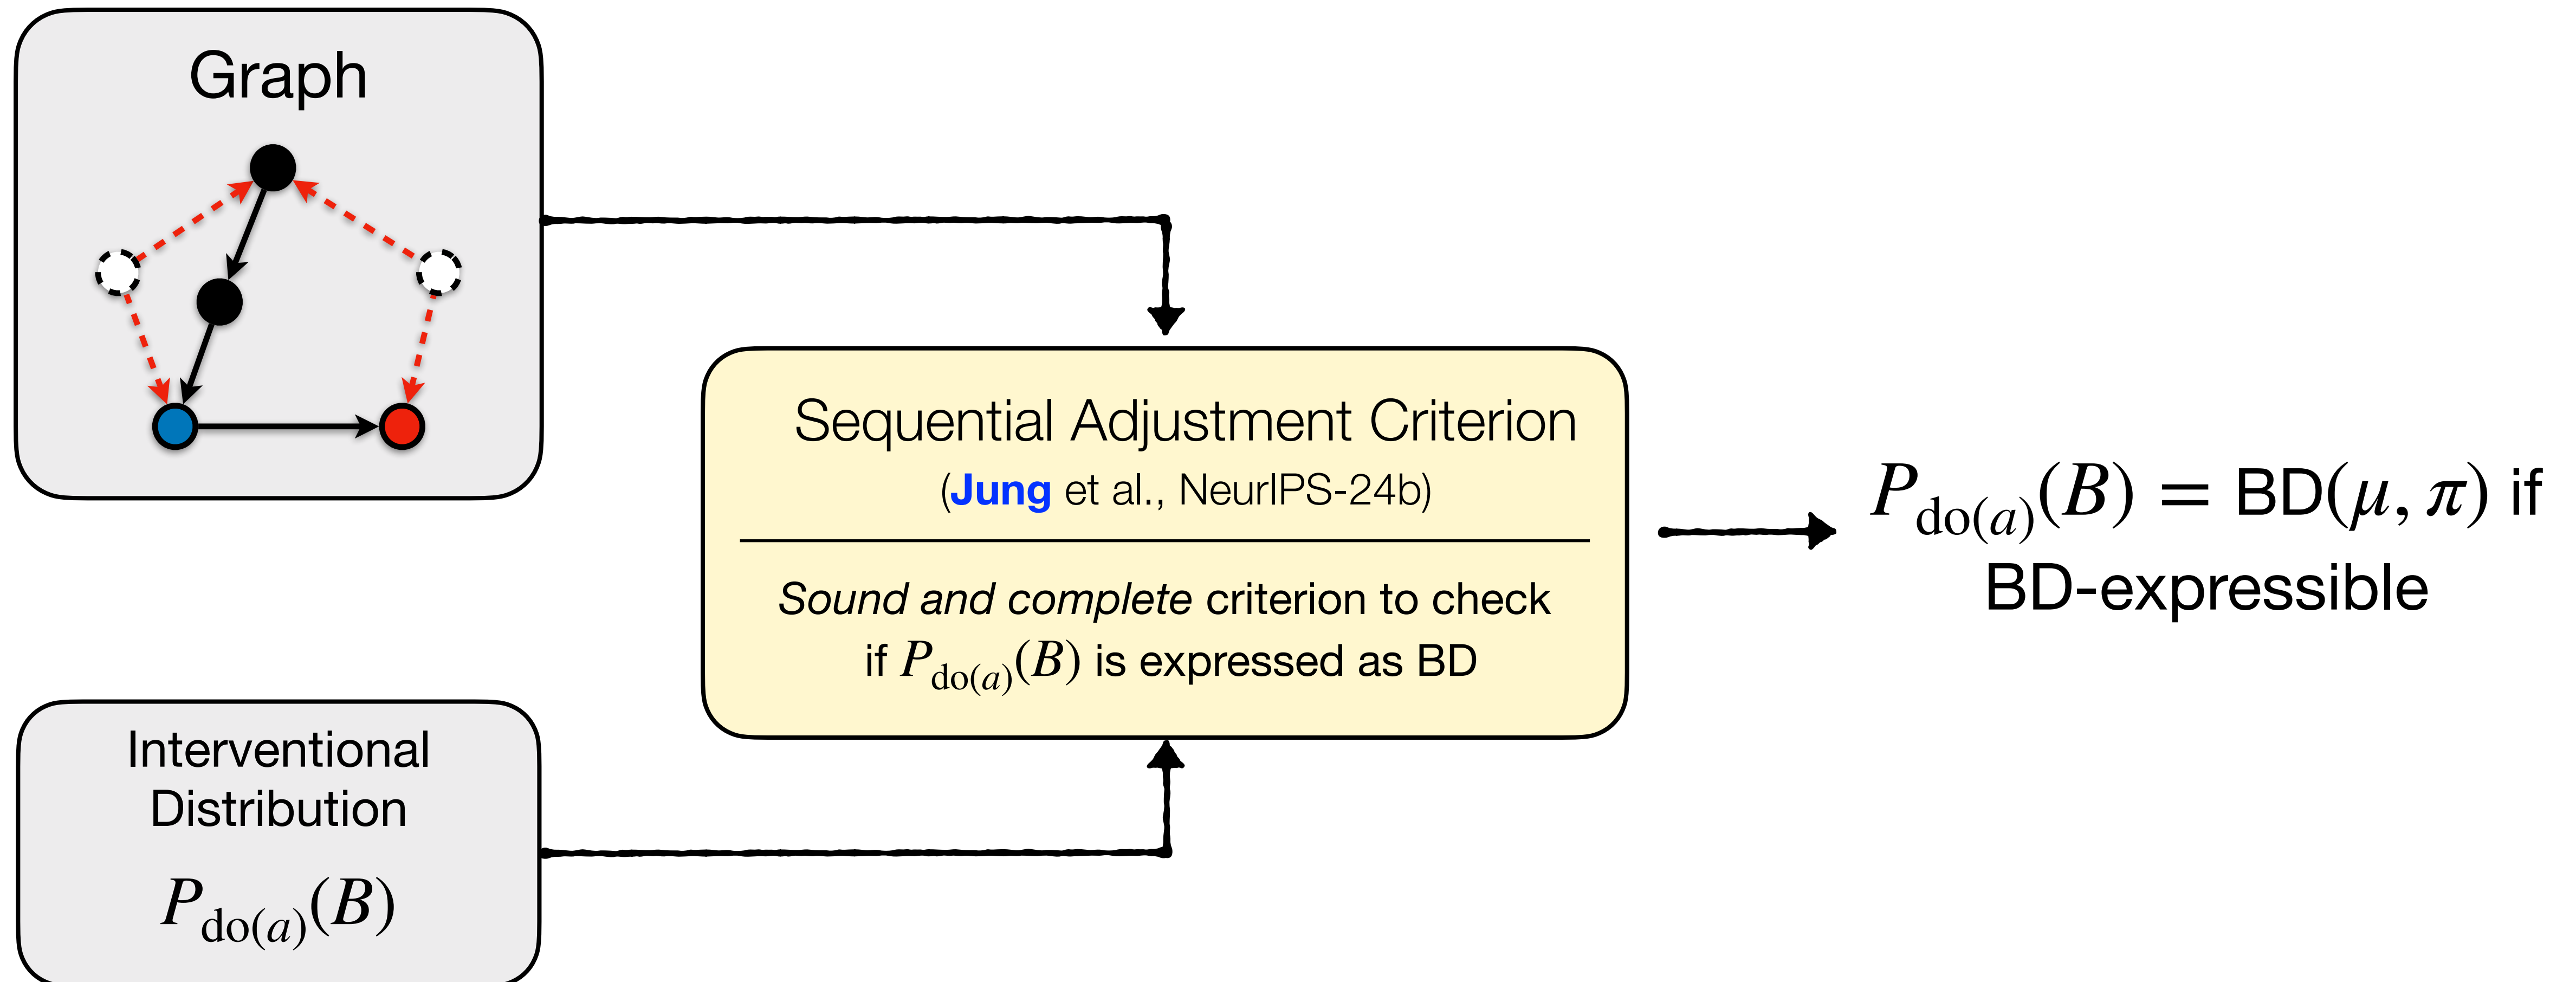 Graph
Sequential Adjustment Criterion
(Jung et al., NeurIPS-24b)
Sound and complete criterion to check
if P_do(a)(B) is expressed as BD
Interventional
Distribution
P_do(a)(B)
P_do(a)(B) = BD(μ, π) if
BD-expressible